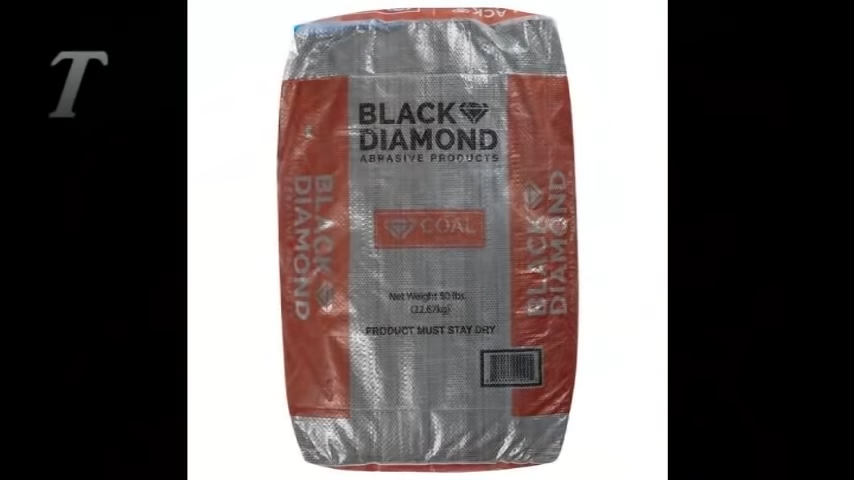 T
ACK
BLACK
DIAMOND
ABRASIVE PRODUCTS
BLACK
DIAMOND
BLACK
DIAMOND
COAL
Net Weight 50 lbs.
(22.67kg)
PRODUCT MUST STAY DRY